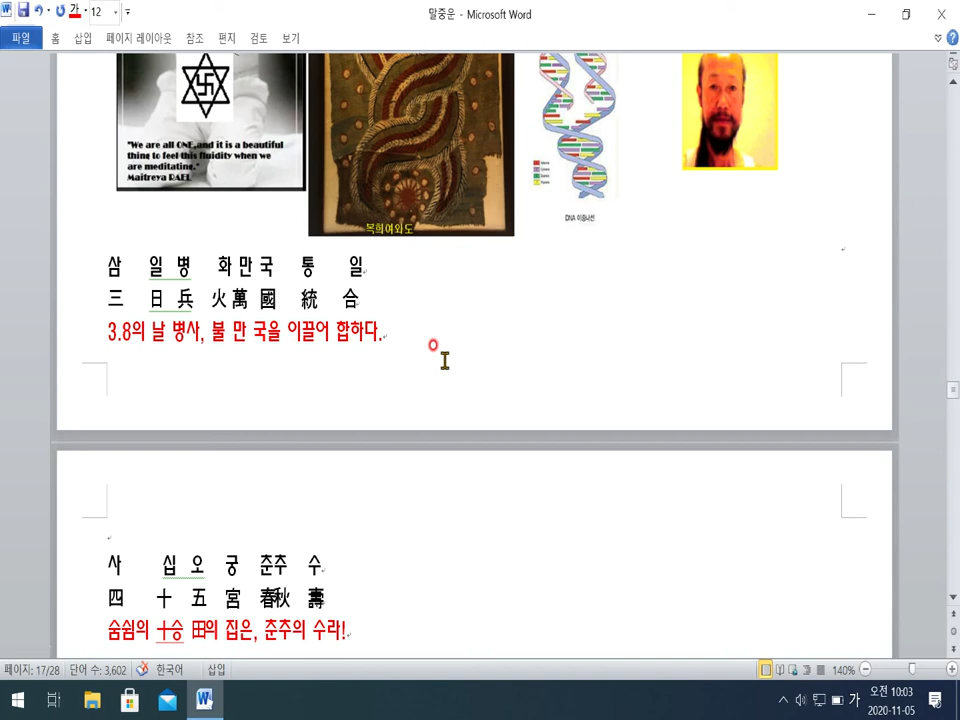 가 12
말중운 - Microsoft Word
파일 홈 삽입 페이지 레이아웃 참조 편지 검토 보기
"We are all ONE,and it is a beautiful
thing to feel this fluidity when we
are meditating."
Maitreya RAEL
복희여와도
DNA 이중나선
삼 일 병 화 만 국 통 일
三 日 兵 火 萬 國 統 合
3.8의 날 병사, 불 만 국을 이끌어 합하다.
사 십 오 궁 춘추 수
四 十 五 宮 春秋 壽
숨쉼의 十승 田의 집은, 춘추의 수라!
페이지: 17/28 단어 수: 3,602 한국어 삽입 140%
가 오전 10:03
2020-11-05